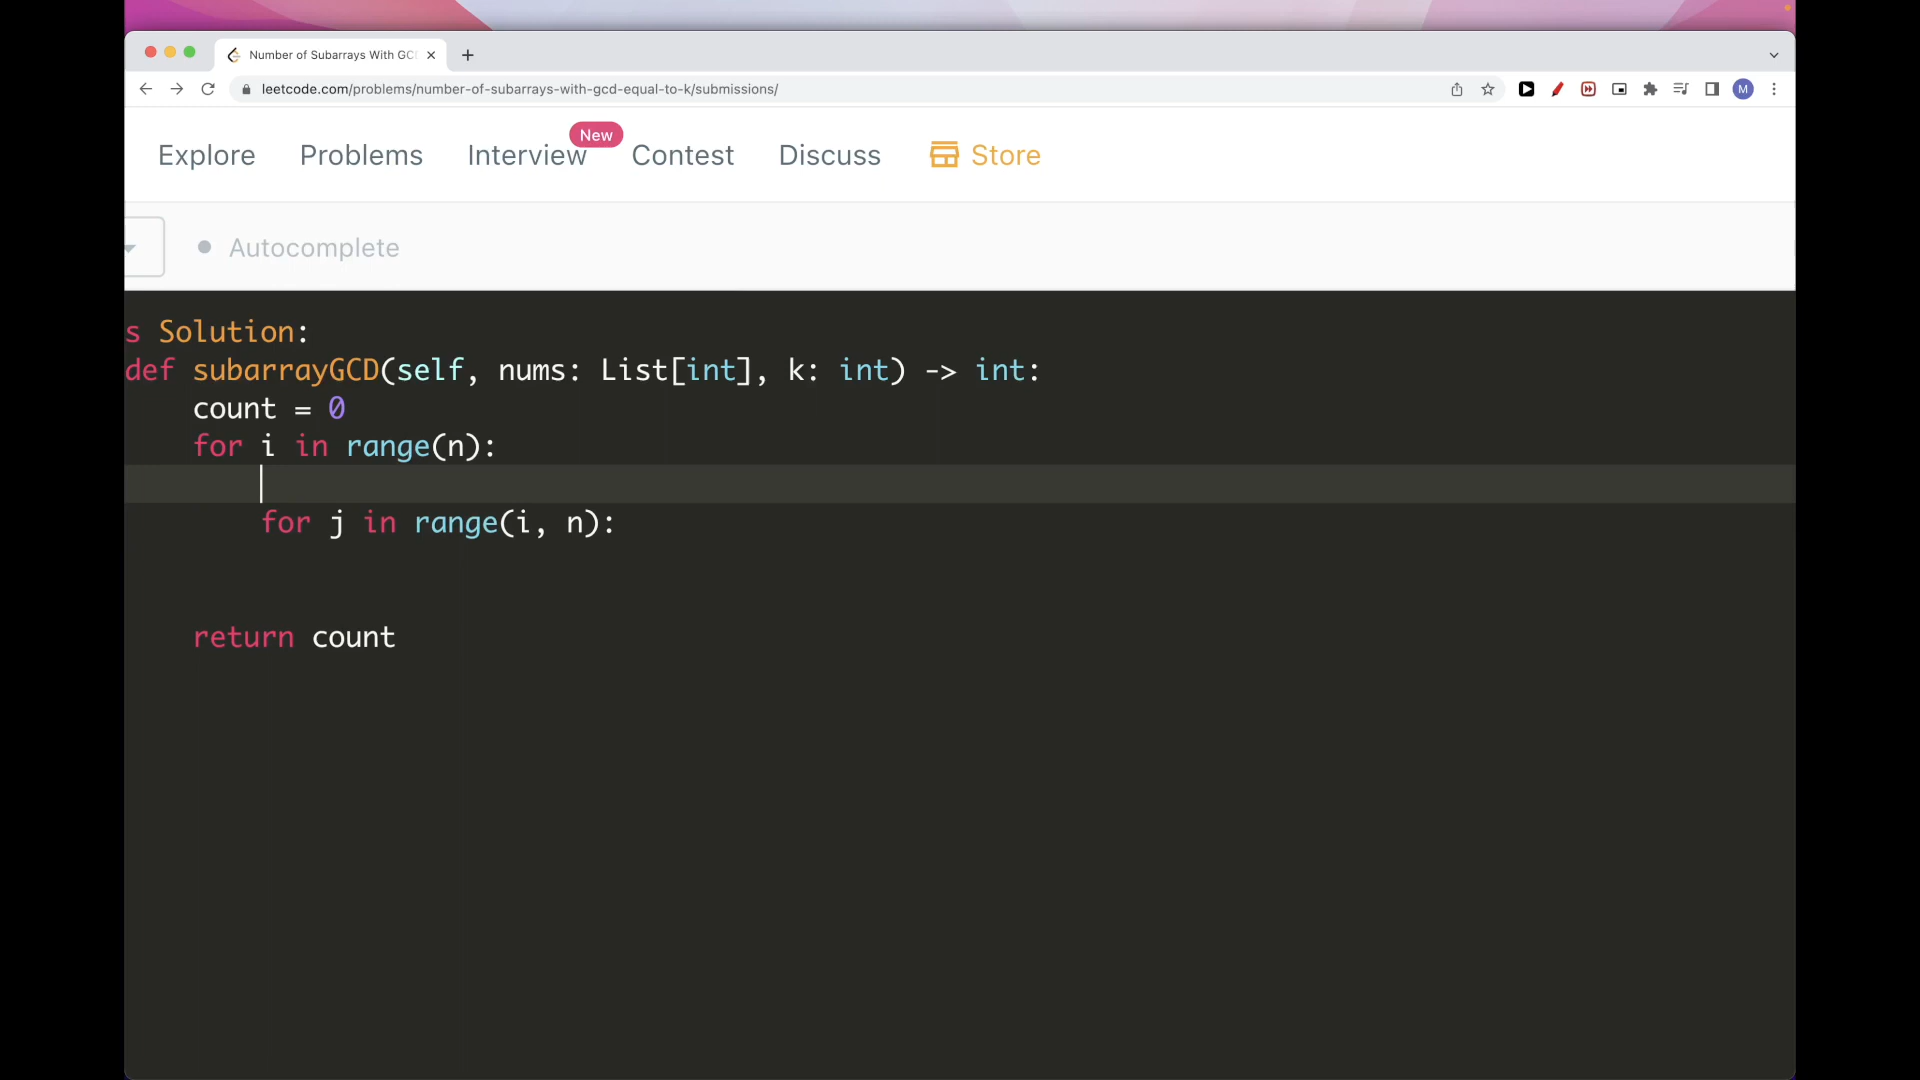 Number of Subarrays With GC
leetcode.com/problems/number-of-subarrays-with-gcd-equal-to-k/submissions/
M
New
Explore Problems Interview Contest Discuss Store
Autocomplete
s Solution:
def subarrayGCD(self, nums: List[int], k: int) -> int:
count = 0
for i in range(n):
for j in range(i, n):
return count